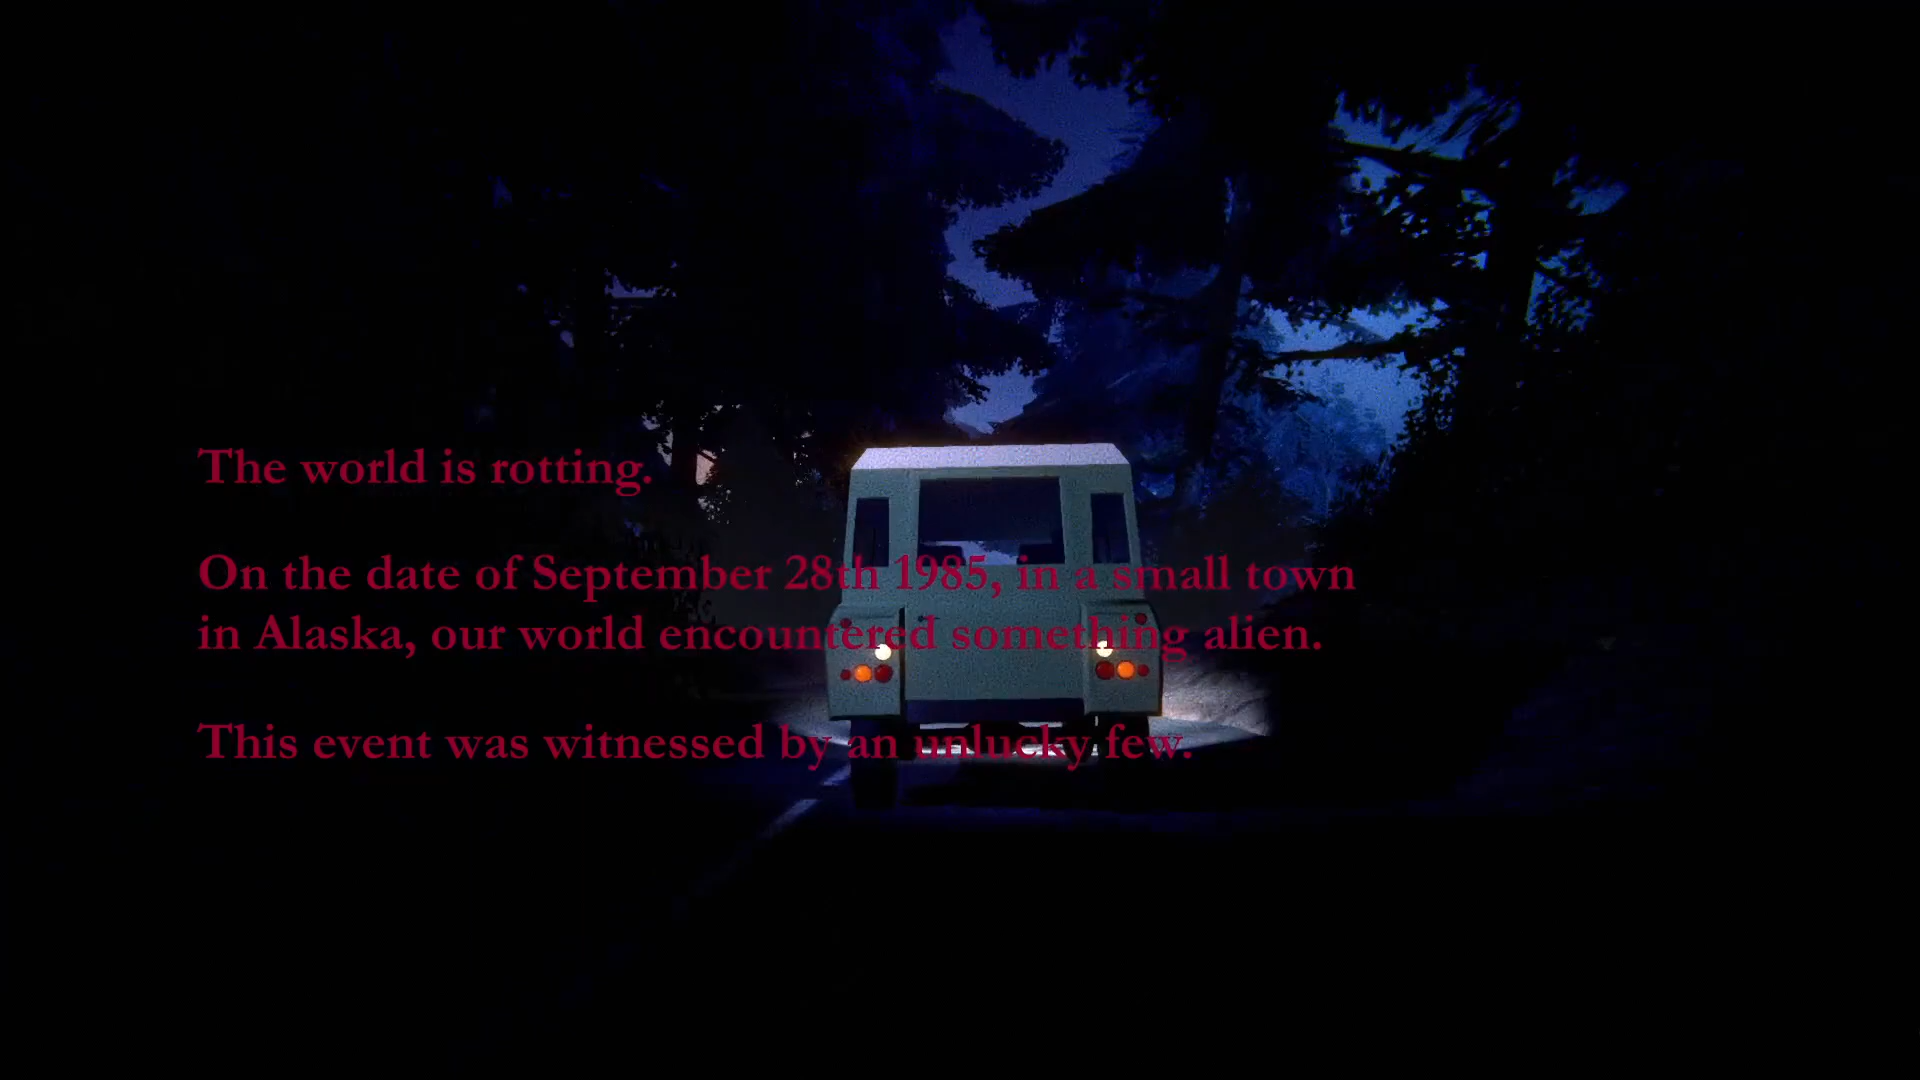 The world is rotting.
On the date of September 28th 1985, in a small town
in Alaska, our world encountered something alien.
This event was witnessed by an unlucky few.